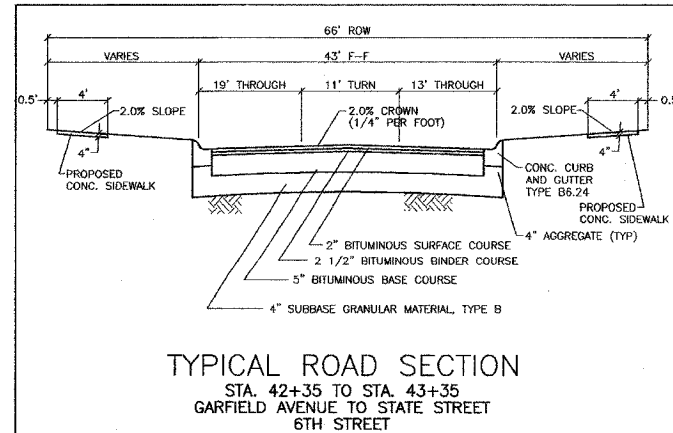 66' ROW
VARIES 43' F-F VARIES
19' THROUGH 11' TURN 13' THROUGH
0.5' 4' 2.0% SLOPE 2.0% CROWN 2.0% SLOPE 4' 0.5'
(1/4" PER FOOT)
4" 4"
PROPOSED
CONC. SIDEWALK
CONC. CURB
AND GUTTER
TYPE B6.24
PROPOSED
CONC. SIDEWALK
4" AGGREGATE (TYP)
2" BITUMINOUS SURFACE COURSE
2 1/2" BITUMINOUS BINDER COURSE
5" BITUMINOUS BASE COURSE
4" SUBBASE GRANULAR MATERIAL, TYPE B
TYPICAL ROAD SECTION
STA. 42+35 TO STA. 43+35
GARFIELD AVENUE TO STATE STREET
6TH STREET